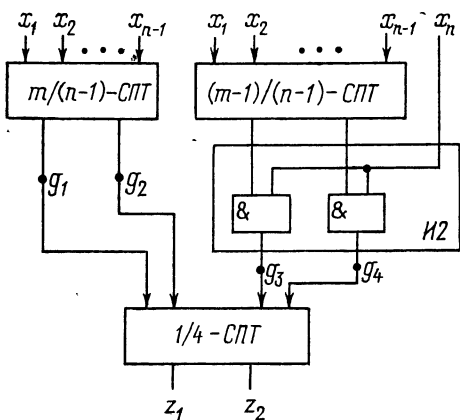 x₁ x₂ • • • • xₙ₋₁ x₁ x₂ • • • xₙ₋₁ xₙ
m/(n-1)-СПТ (m-1)/(n-1)-СПТ
g₁ g₂ & & И2
g₃ g₄
1/4-СПТ
z₁ z₂